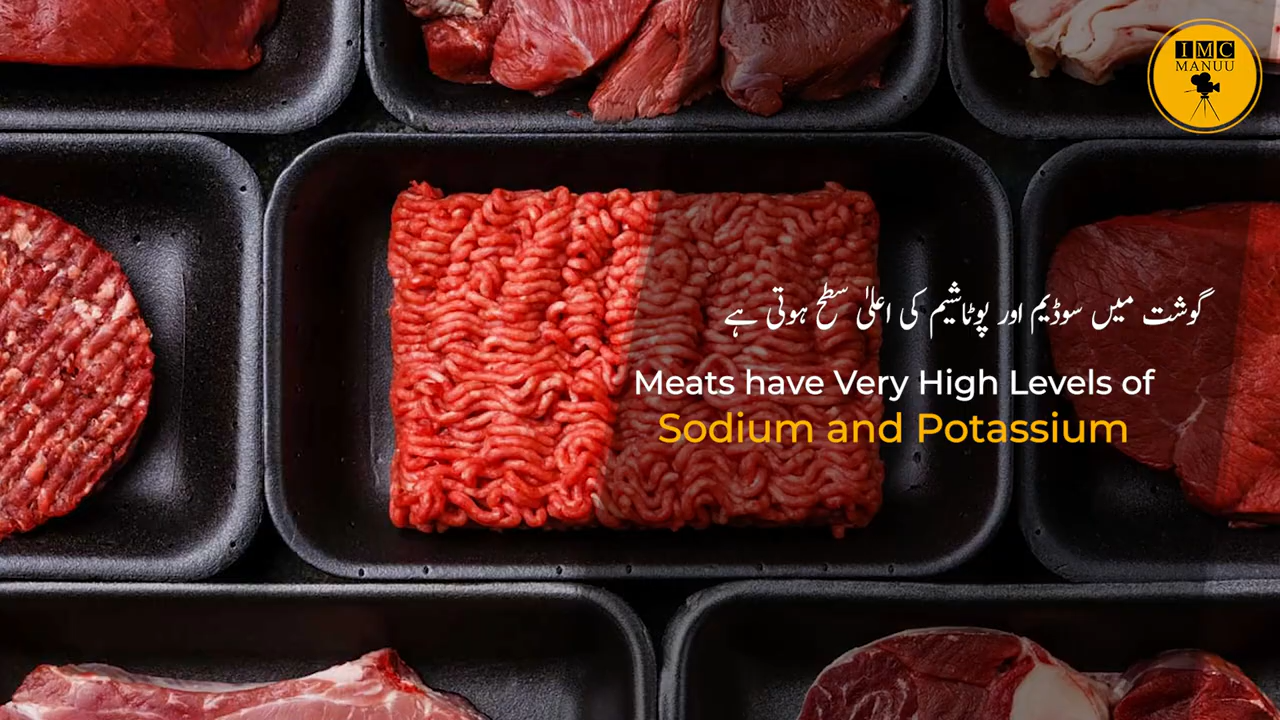 IMC
MANUU
گوشت میں سوڈیم اور پوٹاشیم کی اعلیٰ سطح ہوتی ہے
Meats have Very High Levels of
Sodium and Potassium